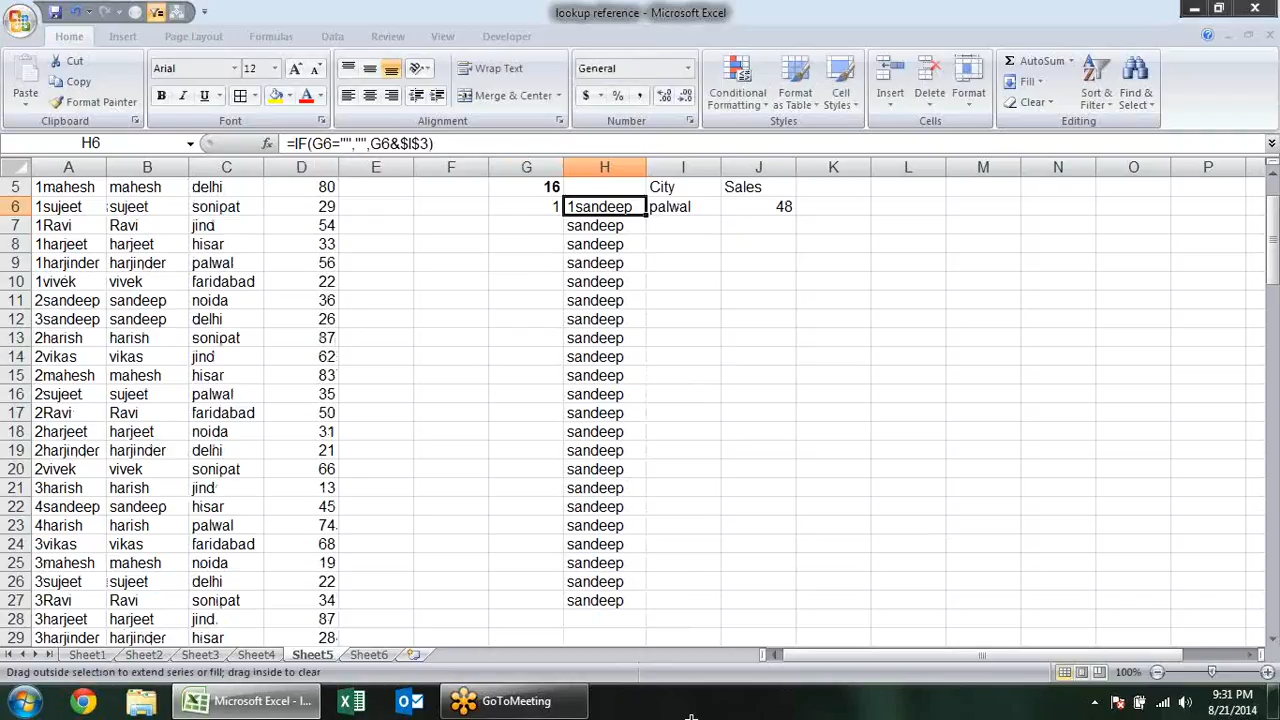 lookup reference - Microsoft Excel
Home Insert Page Layout Formulas Data Review View Developer
Paste Cut Copy Format Painter Clipboard
Arial 12 B I U A A A Font
Wrap Text Merge & Center Alignment
General $ % , Number
Conditional Formatting Format as Table Cell Styles Styles
Insert Delete Format Cells
AutoSum Fill Clear Sort & Filter Find & Select Editing
H6 fx =IF(G6="","",G6&$I$3)
A B C D E F G H I J K L M N O P
5 1mahesh mahesh delhi 80 16 City Sales
6 1sujeet sujeet sonipat 29 1 1sandeep palwal 48
7 1Ravi Ravi jind 54 sandeep
8 1harjeet harjeet hisar 33 sandeep
9 1harjinder harjinder palwal 56 sandeep
10 1vivek vivek faridabad 22 sandeep
11 2sandeep sandeep noida 36 sandeep
12 3sandeep sandeep delhi 26 sandeep
13 2harish harish sonipat 87 sandeep
14 2vikas vikas jind 62 sandeep
15 2mahesh mahesh hisar 83 sandeep
16 2sujeet sujeet palwal 35 sandeep
17 2Ravi Ravi faridabad 50 sandeep
18 2harjeet harjeet noida 31 sandeep
19 2harjinder harjinder delhi 21 sandeep
20 2vivek vivek sonipat 66 sandeep
21 3harish harish jind 13 sandeep
22 4sandeep sandeep hisar 45 sandeep
23 4harish harish palwal 74 sandeep
24 3vikas vikas faridabad 68 sandeep
25 3mahesh mahesh noida 19 sandeep
26 3sujeet sujeet delhi 22 sandeep
27 3Ravi Ravi sonipat 34 sandeep
28 3harjeet harjeet jind 87
29 3harjinder harjinder hisar 28
Sheet1 Sheet2 Sheet3 Sheet4 Sheet5 Sheet6
Drag outside selection to extend series or fill; drag inside to clear 100%
Microsoft Excel - l... GoToMeeting 9:31 PM
8/21/2014